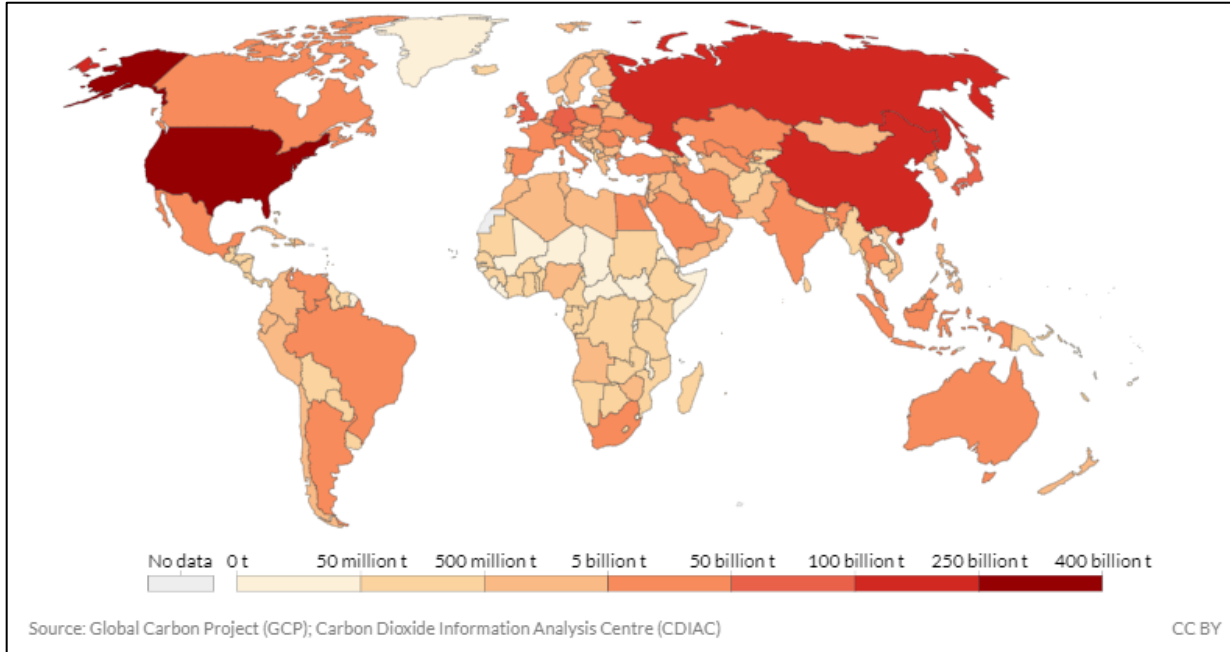 No data 0 t 50 million t 500 million t 5 billion t 50 billion t 100 billion t 250 billion t 400 billion t
Source: Global Carbon Project (GCP); Carbon Dioxide Information Analysis Centre (CDIAC) CC BY